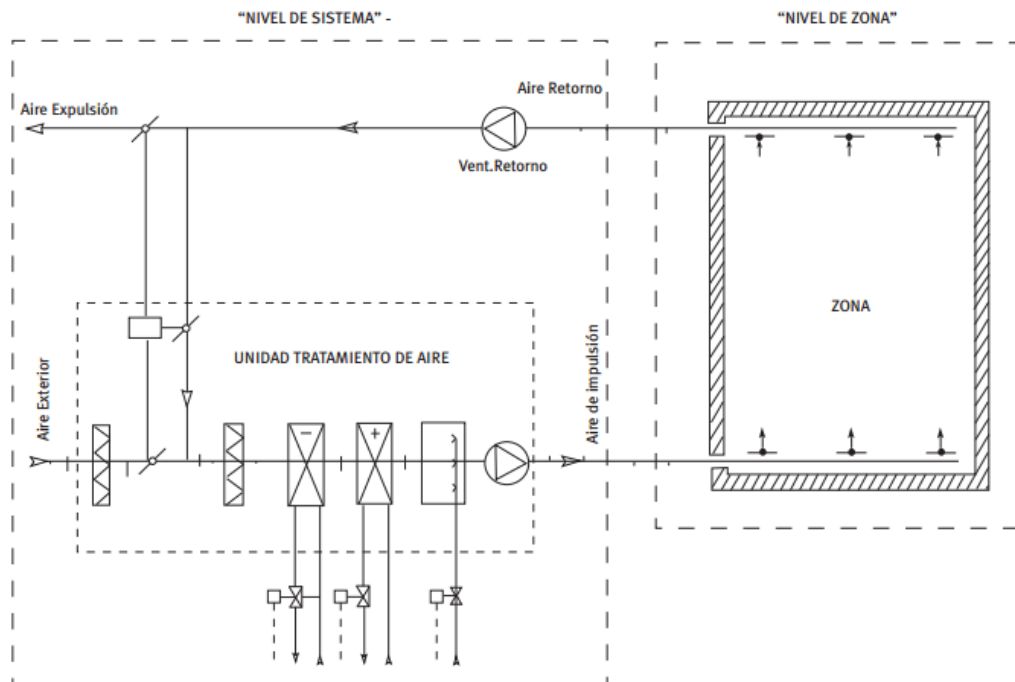 “NIVEL DE SISTEMA” -
“NIVEL DE ZONA”
Aire Expulsión
Aire Retorno
Vent.Retorno
ZONA
UNIDAD TRATAMIENTO DE AIRE
Aire Exterior
Aire de impulsión
−
+